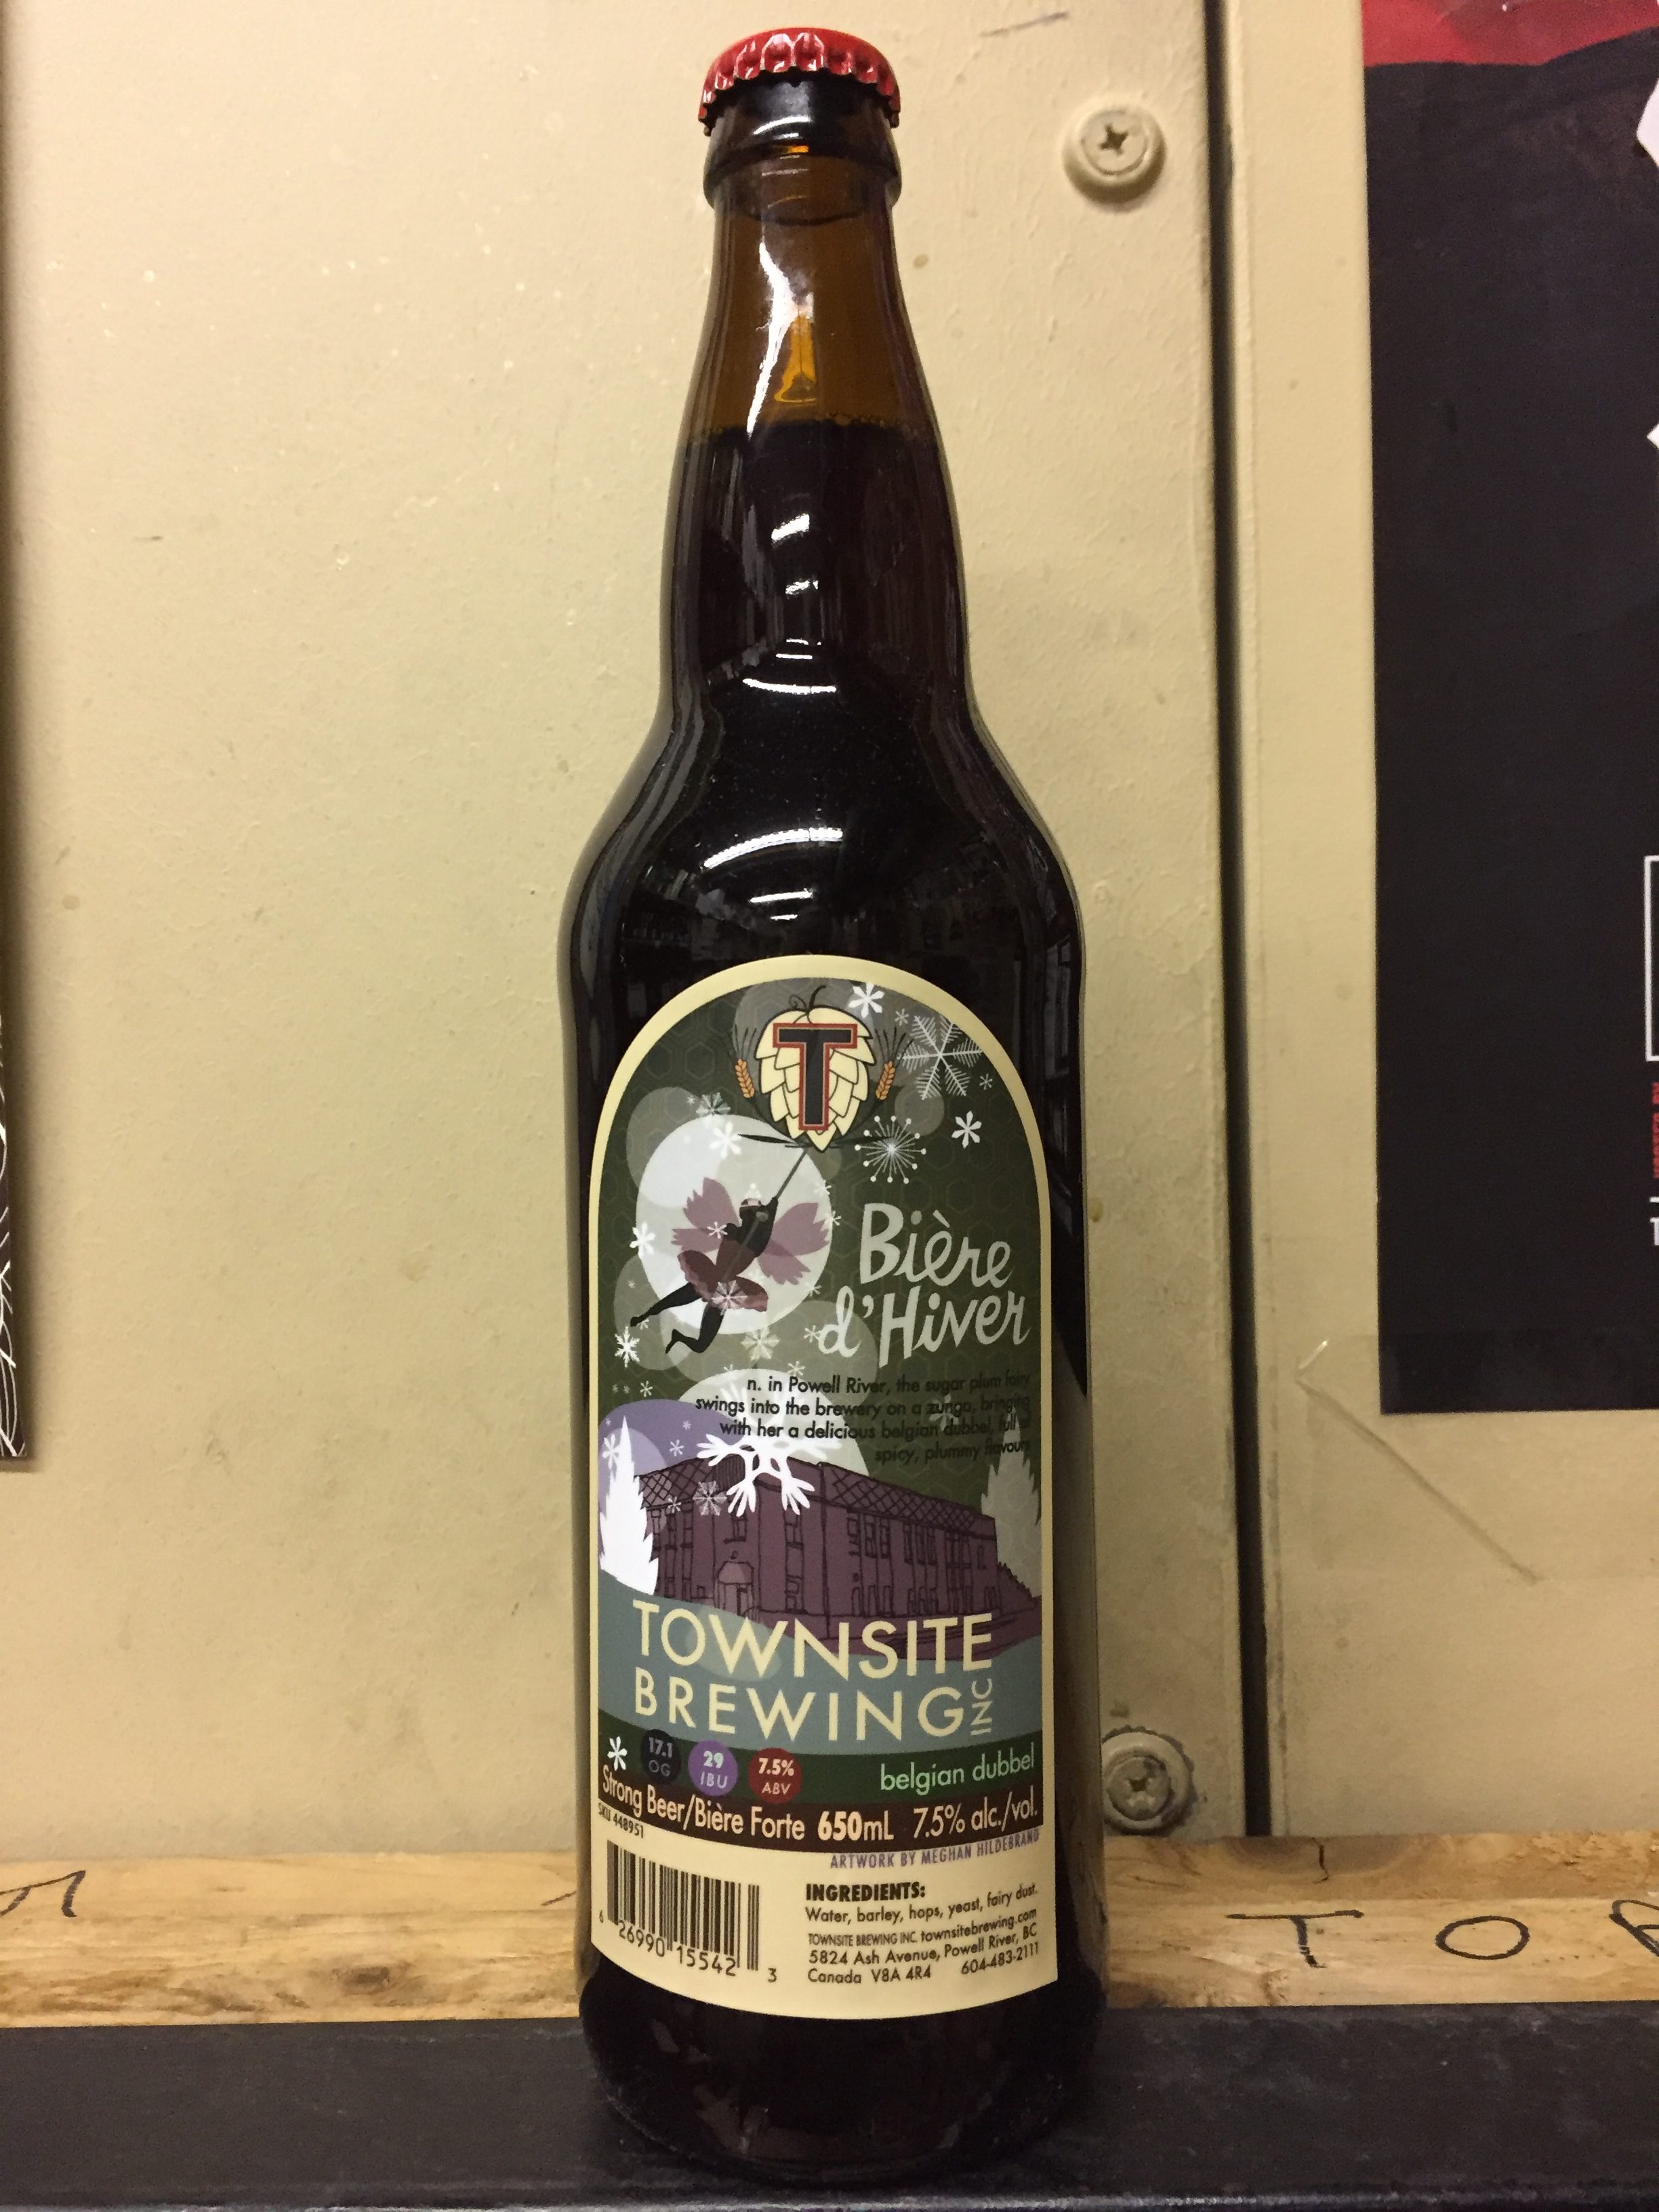 T
Bière
d'Hiver
n. in Powell River, the sugar plum fairy
swings into the brewery on a zunga, bringing
with her a delicious belgian dubbel, full of
spicy, plummy flavours
TOWNSITE
BREWING INC
17.1 OG
29 IBU
7.5% ABV
belgian dubbel
Strong Beer/Bière Forte 650mL 7.5% alc./vol.
SKU 448951
ARTWORK BY MEGHAN HILDEBRAND
INGREDIENTS:
Water, barley, hops, yeast, fairy dust.
TOWNSITE BREWING INC. townsitebrewing.com
5824 Ash Avenue, Powell River, BC
Canada V8A 4R4 604-483-2111
6 26990 15542 3
T O